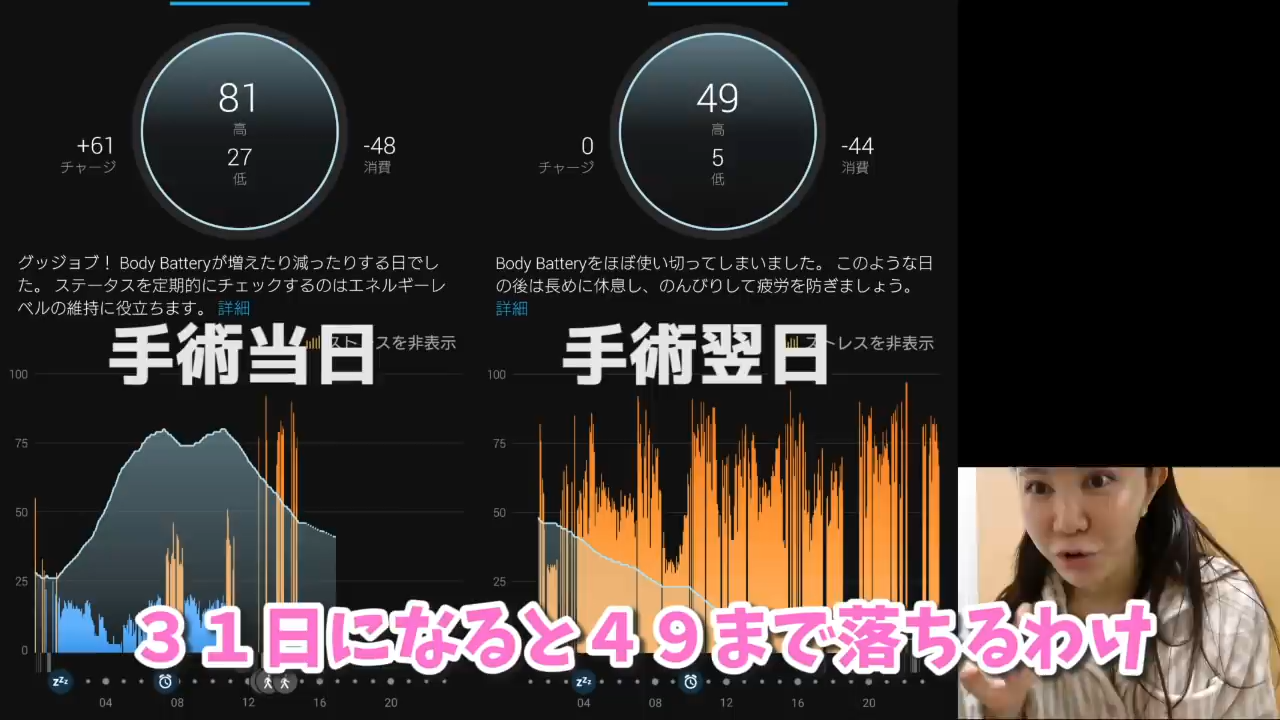 81
高
27
低
+61
チャージ
-48
消費
49
高
5
低
0
チャージ
-44
消費
グッジョブ！ Body Batteryが増えたり減ったりする日でし
た。 ステータスを定期的にチェックするのはエネルギーレ
ベルの維持に役立ちます。 詳細
Body Batteryをほぼ使い切ってしまいました。 このような日
の後は長めに休息し、のんびりして疲労を防ぎましょう。
詳細
手術当日
ストレスを非表示
手術翌日
ストレスを非表示
100
75
50
25
0
100
75
50
25
３１日になると４９まで落ちるわけ
zzz
zzz
04 08 12 16 20
04 08 12 16 20